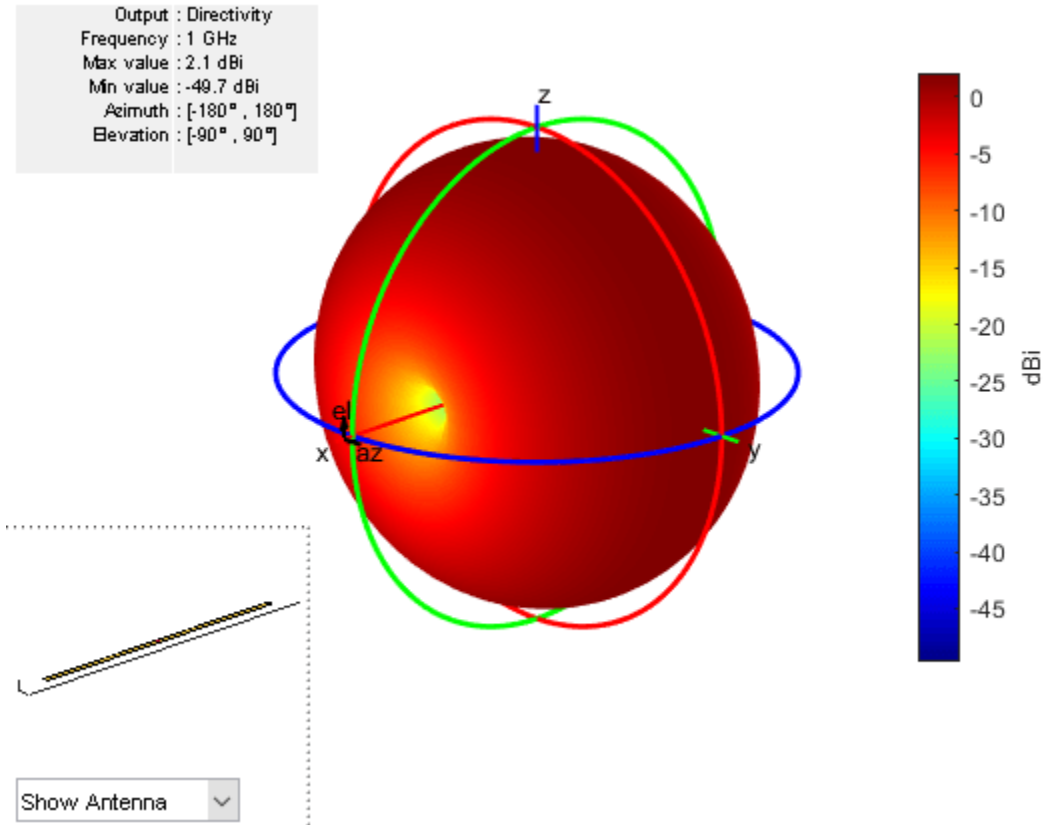 Output : Directivity
Frequency : 1 GHz
Max value : 2.1 dBi
Min value : -49.7 dBi
Azimuth : [-180° , 180°]
Elevation : [-90° , 90°]
z
el
x
az
y
0
-5
-10
-15
-20
-25
-30
-35
-40
-45
dBi
Show Antenna